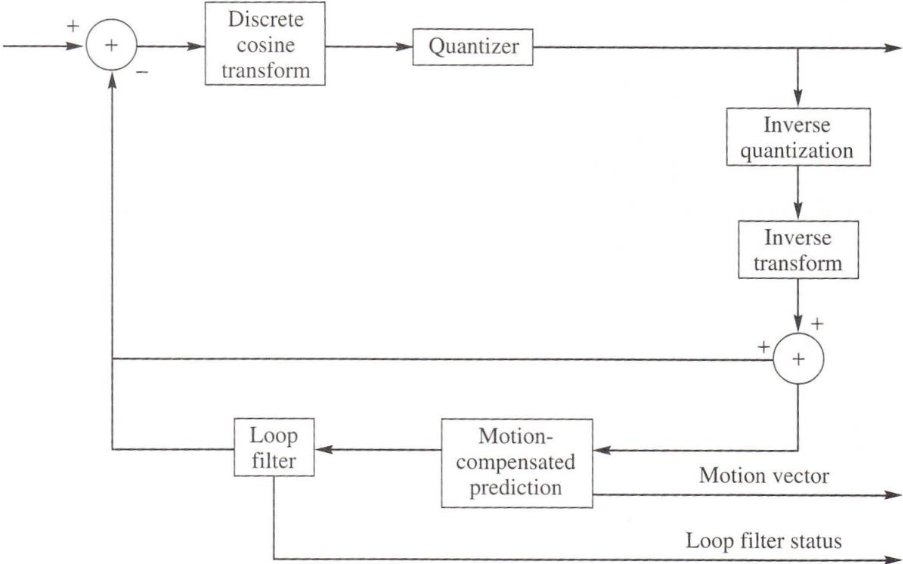 +
+
−
Discrete
cosine
transform
Quantizer
Inverse
quantization
Inverse
transform
+
+
+
Loop
filter
Motion-
compensated
prediction
Motion vector
Loop filter status